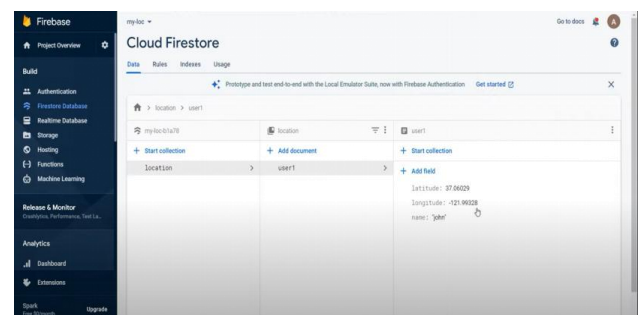 Firebase
my-loc
Go to docs
A
Project Overview
Cloud Firestore
Data Rules Indexes Usage
Build
Prototype and test end-to-end with the Local Emulator Suite, now with Firebase Authentication Get started
Authentication
Firestore Database
Realtime Database
Storage
Hosting
Functions
Machine Learning
location > user1
my-loc-b1a78
location
user1
+ Start collection
+ Add document
+ Start collection
location
user1
+ Add field
latitude: 37.06029
longitude: -121.99328
name: "john"
Release & Monitor
Crashlytics, Performance, Test La...
Analytics
Dashboard
Extensions
Spark
Upgrade